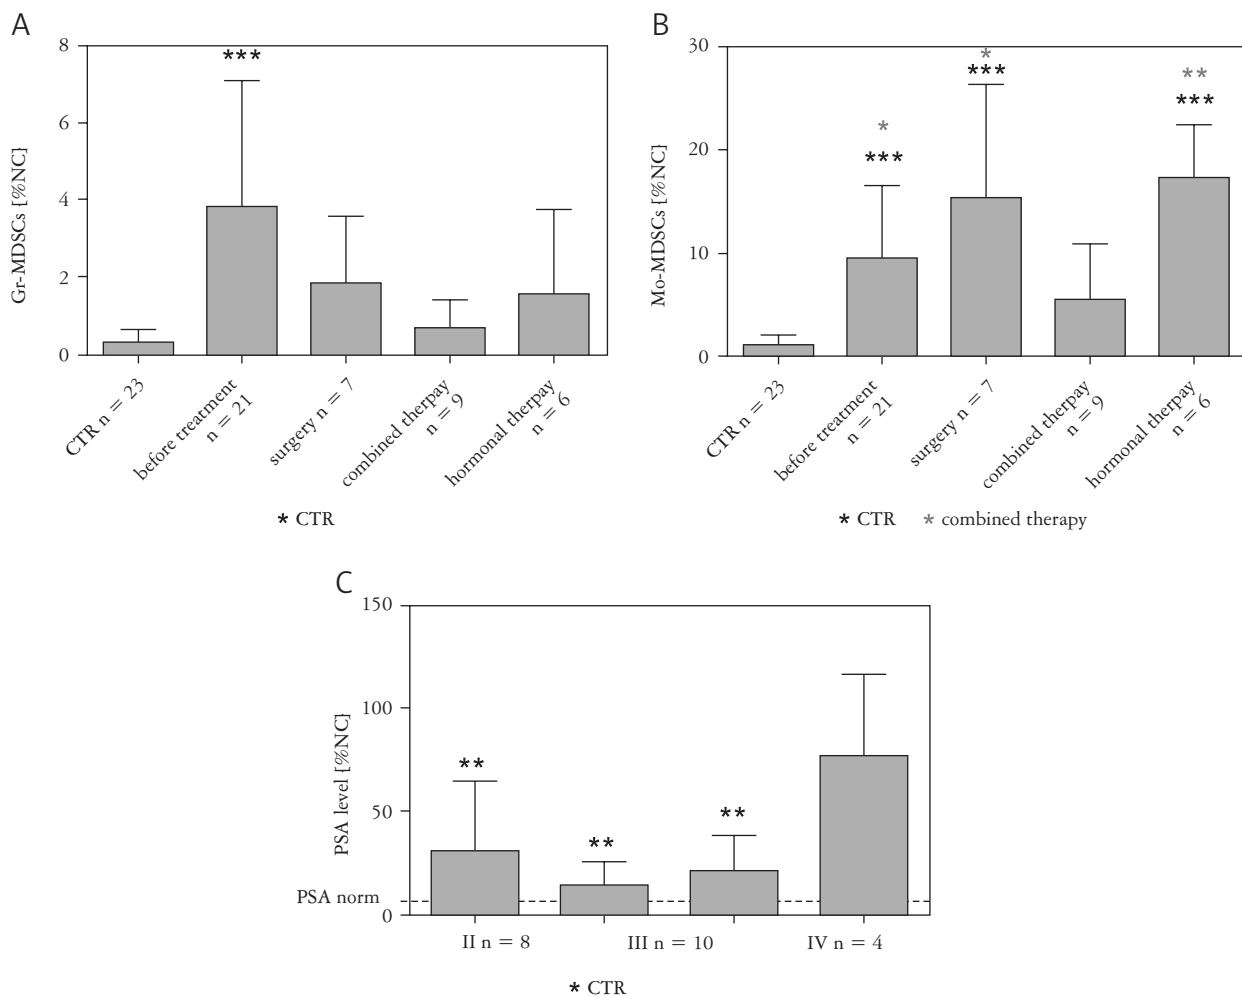 A
Gr-MDSCs [%NC]
8
6
4
2
0
***
CTR n = 23
before treatment
n = 21
surgery n = 7
combined therpay
n = 9
hormonal therpay
n = 6
* CTR
B
Mo-MDSCs [%NC]
30
20
10
0
*
***
*
***
**
***
CTR n = 23
before treatment
n = 21
surgery n = 7
combined therpay
n = 9
hormonal therpay
n = 6
* CTR * combined therapy
C
PSA level [%NC]
150
100
50
PSA norm
0
**
**
**
II n = 8
III n = 10
IV n = 4
* CTR